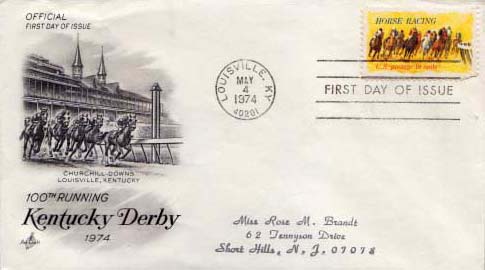 OFFICIAL
FIRST DAY OF ISSUE
HORSE RACING
U.S. postage 10 cents
LOUISVILLE, KY
MAY
4
1974
40201
FIRST DAY OF ISSUE
CHURCHILL DOWNS
LOUISVILLE, KENTUCKY
100TH RUNNING
Kentucky Derby
1974
ArtCraft
Miss Rose M. Brandt
62 Tennyson Drive
Short Hills, N. J. 07078